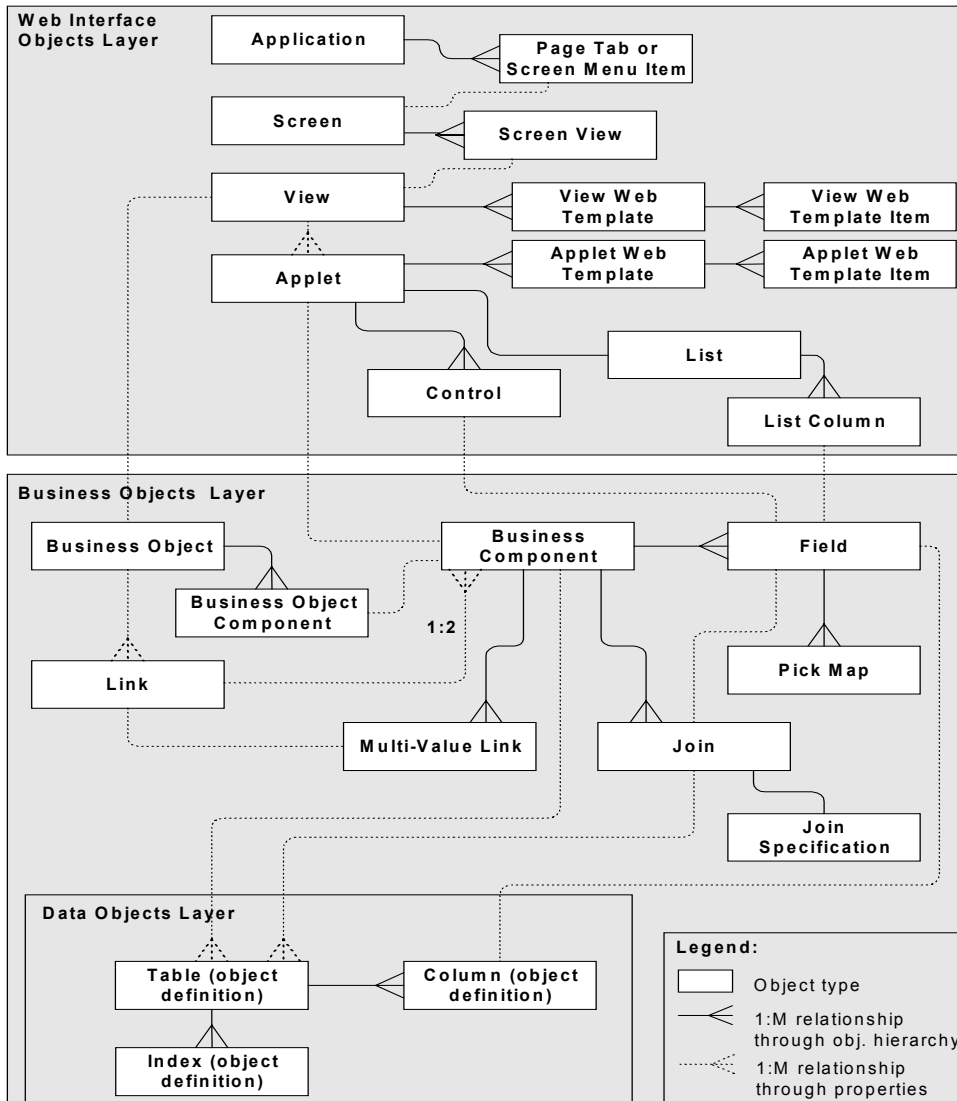 Web Interface
Objects Layer
Application
Page Tab or
Screen Menu Item
Screen
Screen View
View
View Web
Template
View Web
Template Item
Applet
Applet Web
Template
Applet Web
Template Item
List
Control
List Column
Business Objects Layer
Business Object
Business
Component
Field
Business Object
Component
1:2
Link
Pick Map
Multi-Value Link
Join
Join
Specification
Data Objects Layer
Table (object
definition)
Column (object
definition)
Index (object
definition)
Legend:
Object type
1:M relationship
through obj. hierarchy
1:M relationship
through properties